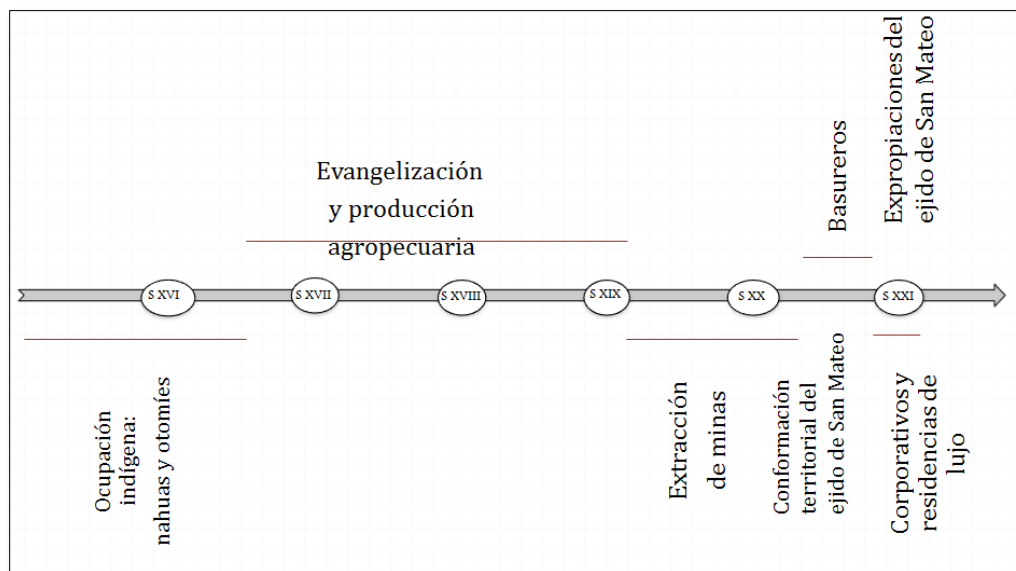 Evangelización
y producción
agropecuaria
Basureros
Expropiaciones del
ejido de San Mateo
S XVI
S XVII
S XVIII
S XIX
S XX
S XXI
Ocupación
indígena:
nahuas y otomíes
Extracción
de minas
Conformación
territorial del
ejido de San Mateo
Corporativos y
residencias de
lujo